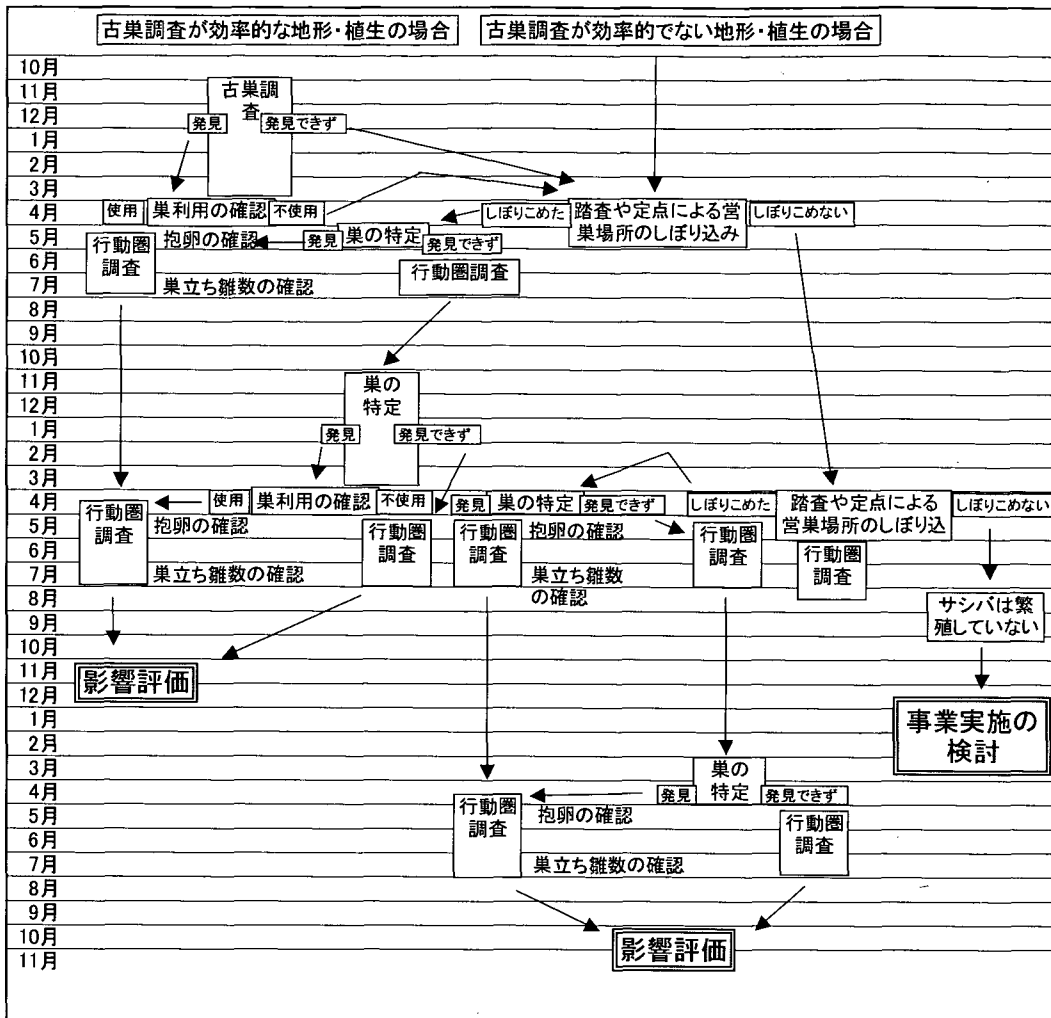 古巣調査が効率的な地形・植生の場合
古巣調査が効率的でない地形・植生の場合
10月
11月
12月
1月
2月
3月
4月
5月
6月
7月
8月
9月
10月
11月
12月
1月
2月
3月
4月
5月
6月
7月
8月
9月
10月
11月
12月
1月
2月
3月
4月
5月
6月
7月
8月
9月
10月
11月
古巣調
査
発見
発見できず
使用
巣利用の確認
不使用
しぼりこめた
踏査や定点による営
巣場所のしぼり込み
しぼりこめない
行動圏
調査
抱卵の確認
発見
巣の特定
発見できず
行動圏調査
巣立ち雛数の確認
巣の
特定
発見
発見できず
使用
巣利用の確認
不使用
発見
巣の特定
発見できず
しぼりこめた
踏査や定点による
営巣場所のしぼり込
しぼりこめない
行動圏
調査
抱卵の確認
巣立ち雛数の確認
行動圏
調査
行動圏
調査
抱卵の確認
巣立ち雛数
の確認
行動圏
調査
行動圏
調査
サシバは繁
殖していない
影響評価
事業実施の
検討
巣の
特定
発見
発見できず
行動圏
調査
抱卵の確認
巣立ち雛数の確認
行動圏
調査
影響評価